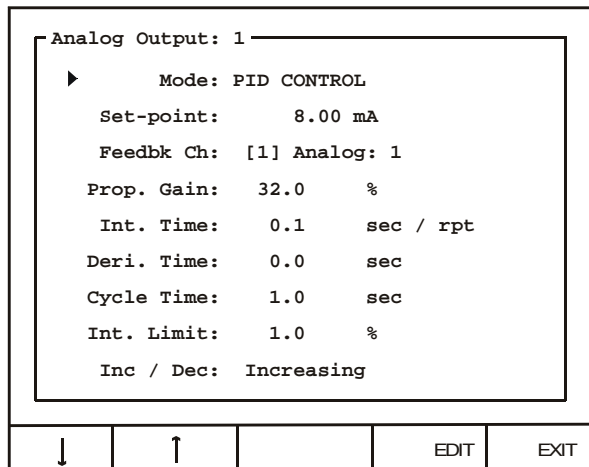 Analog Output: 1
Mode: PID CONTROL
Set-point: 8.00 mA
Feedbk Ch: [1] Analog: 1
Prop. Gain: 32.0 %
Int. Time: 0.1 sec / rpt
Deri. Time: 0.0 sec
Cycle Time: 1.0 sec
Int. Limit: 1.0 %
Inc / Dec: Increasing
↓ ↑ EDIT EXIT